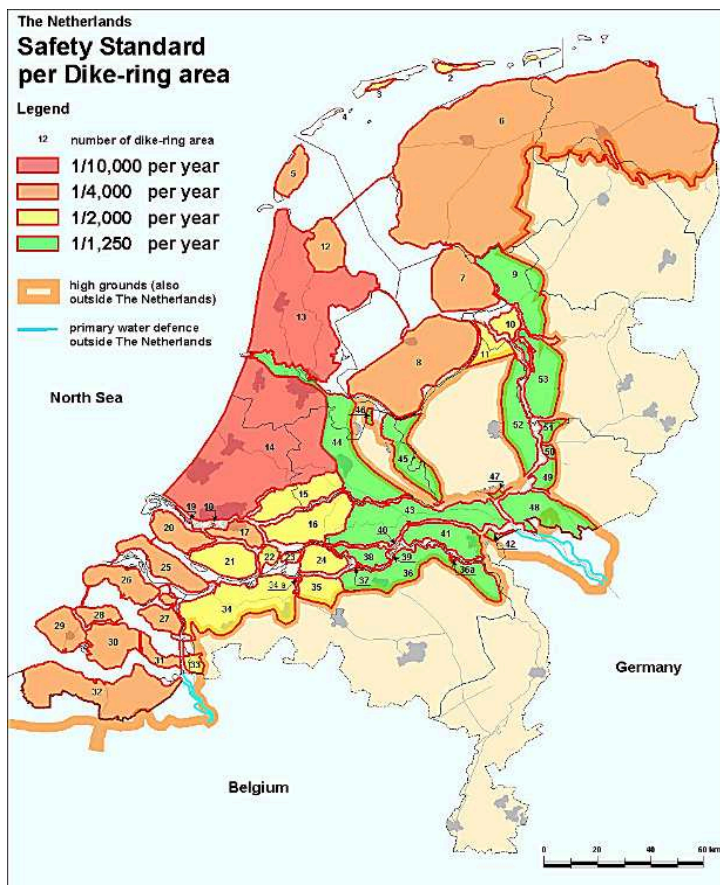 The Netherlands
Safety Standard
per Dike-ring area
Legend
12 number of dike-ring area
1/10,000 per year
1/4,000 per year
1/2,000 per year
1/1,250 per year
high grounds (also
outside The Netherlands)
primary water defence
outside The Netherlands
North Sea
Germany
Belgium
1
2
3
4
5
6
7
8
9
10
11
12
13
14
15
16
17
19
20
21
22
23
24
25
26
27
28
29
30
31
32
33
34
34 a
35
36
36a
37
38
39
40
41
42
43
44
45
46
47
48
49
50
51
52
53
0 20 40 60 km